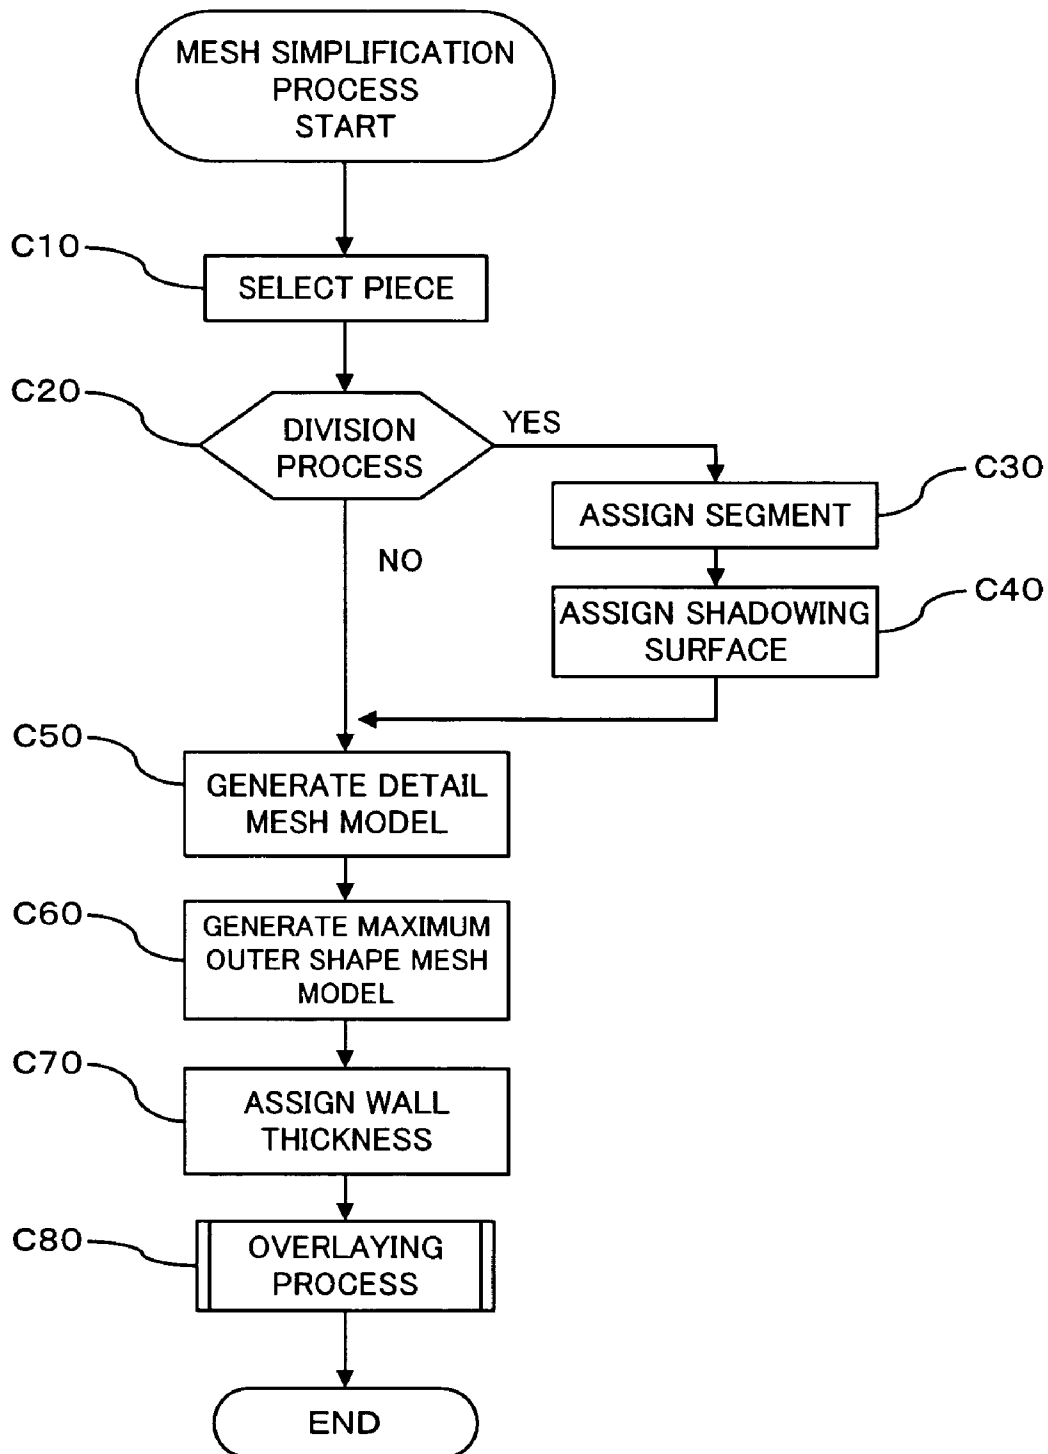 MESH SIMPLIFICATION
PROCESS
START
C10
SELECT PIECE
C20
DIVISION
PROCESS
YES
NO
C30
ASSIGN SEGMENT
C40
ASSIGN SHADOWING
SURFACE
C50
GENERATE DETAIL
MESH MODEL
C60
GENERATE MAXIMUM
OUTER SHAPE MESH
MODEL
C70
ASSIGN WALL
THICKNESS
C80
OVERLAYING
PROCESS
END